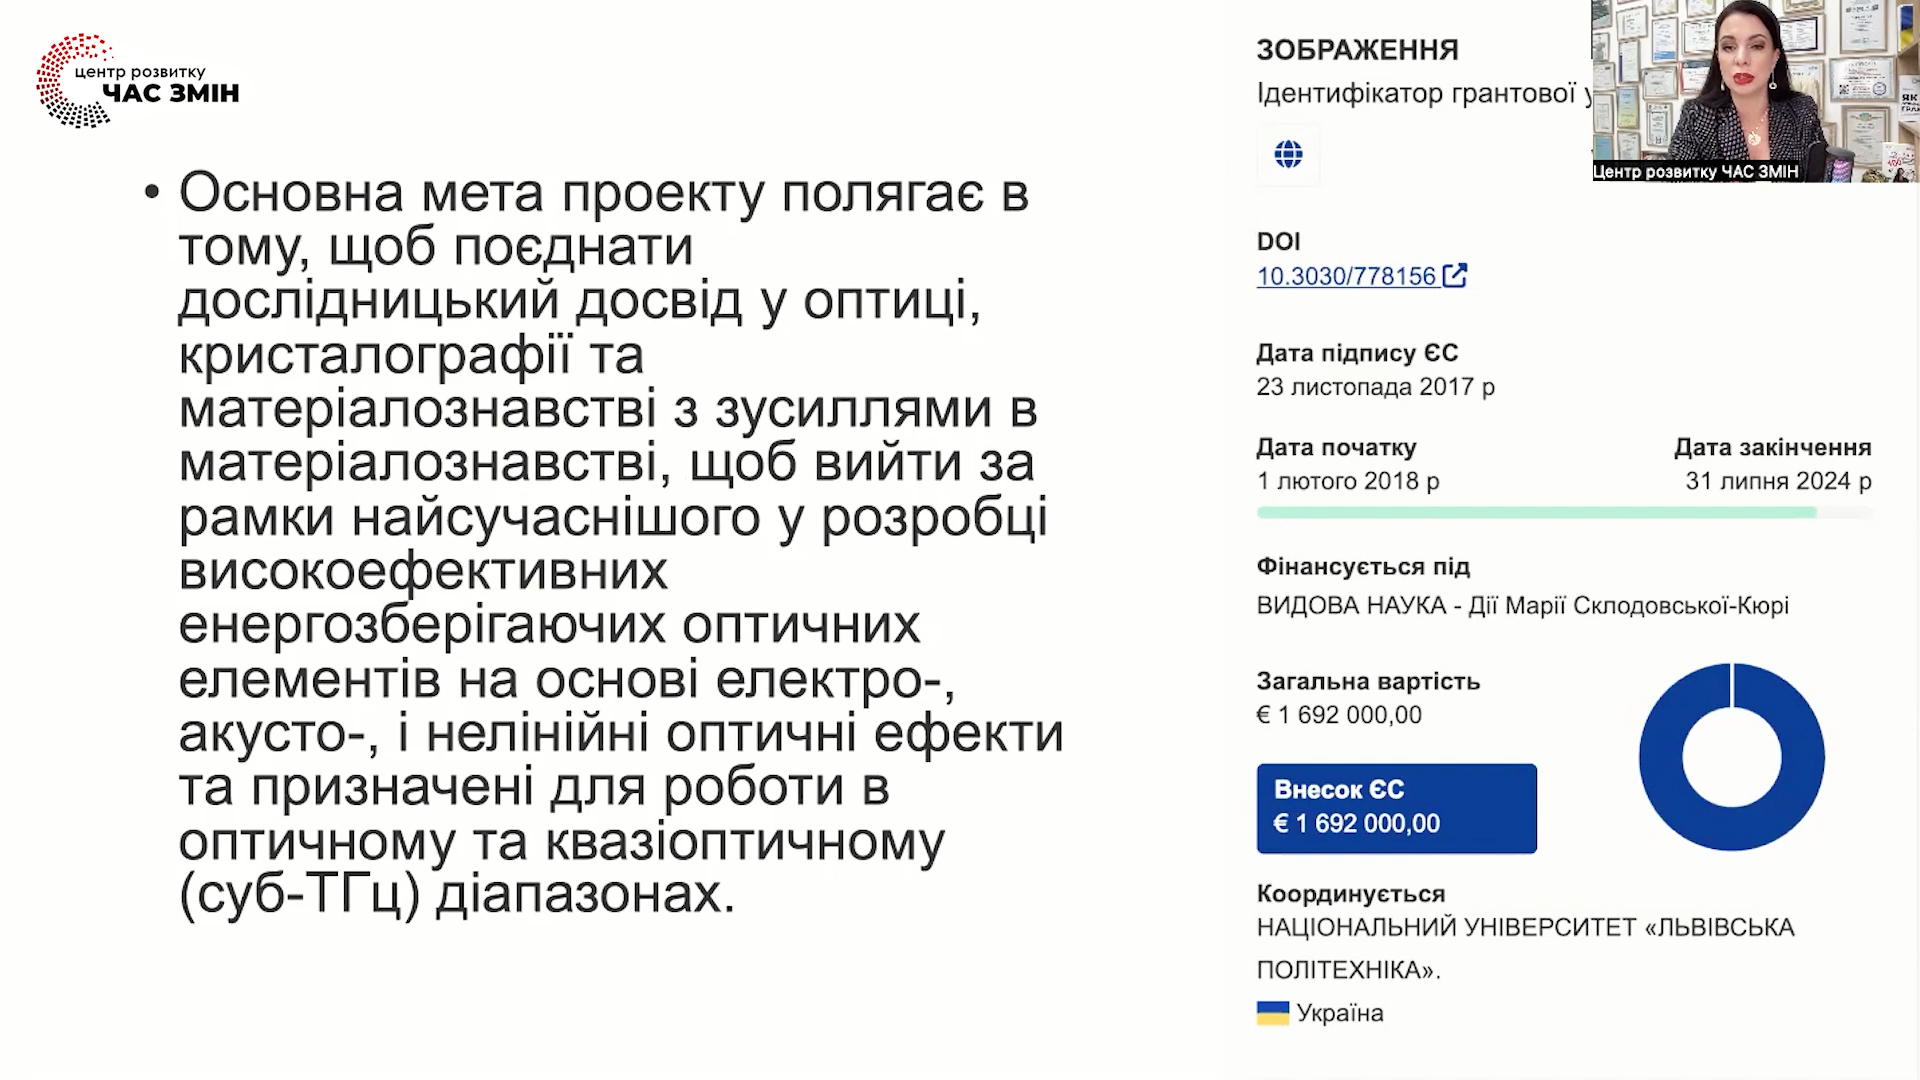 центр розвитку
ЧАС ЗМІН
• Основна мета проекту полягає в
тому, щоб поєднати
дослідницький досвід у оптиці,
кристалографії та
матеріалознавстві з зусиллями в
матеріалознавстві, щоб вийти за
рамки найсучаснішого у розробці
високоефективних
енергозберігаючих оптичних
елементів на основі електро-,
акусто-, і нелінійні оптичні ефекти
та призначені для роботи в
оптичному та квазіоптичному
(суб-ТГц) діапазонах.
ЗОБРАЖЕННЯ
Ідентифікатор грантової
DOI
10.3030/778156
Дата підпису ЄС
23 листопада 2017 р
Дата початку
1 лютого 2018 р
Дата закінчення
31 липня 2024 р
Фінансується під
ВИДОВА НАУКА - Дії Марії Склодовської-Кюрі
Загальна вартість
€ 1 692 000,00
Внесок ЄС
€ 1 692 000,00
Координується
НАЦІОНАЛЬНИЙ УНІВЕРСИТЕТ «ЛЬВІВСЬКА
ПОЛІТЕХНІКА».
Україна
Центр розвитку ЧАС ЗМІН